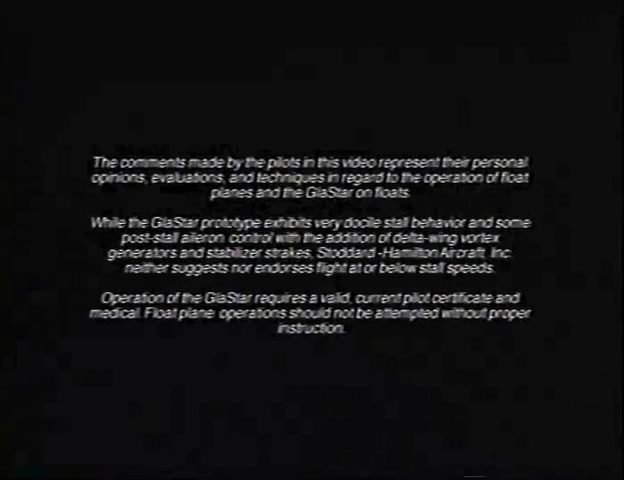 The comments made by the pilots in this video represent their personal
opinions, evaluations, and techniques in regard to the operation of float
planes and the GlaStar on floats.
While the GlaStar prototype exhibits very docile stall behavior and some
post-stall aileron control with the addition of delta-wing vortex
generators and stabilizer strakes, Stoddard-Hamilton Aircraft, Inc.
neither suggests nor endorses flight at or below stall speeds.
Operation of the GlaStar requires a valid, current pilot certificate and
medical. Float plane operations should not be attempted without proper
instruction.